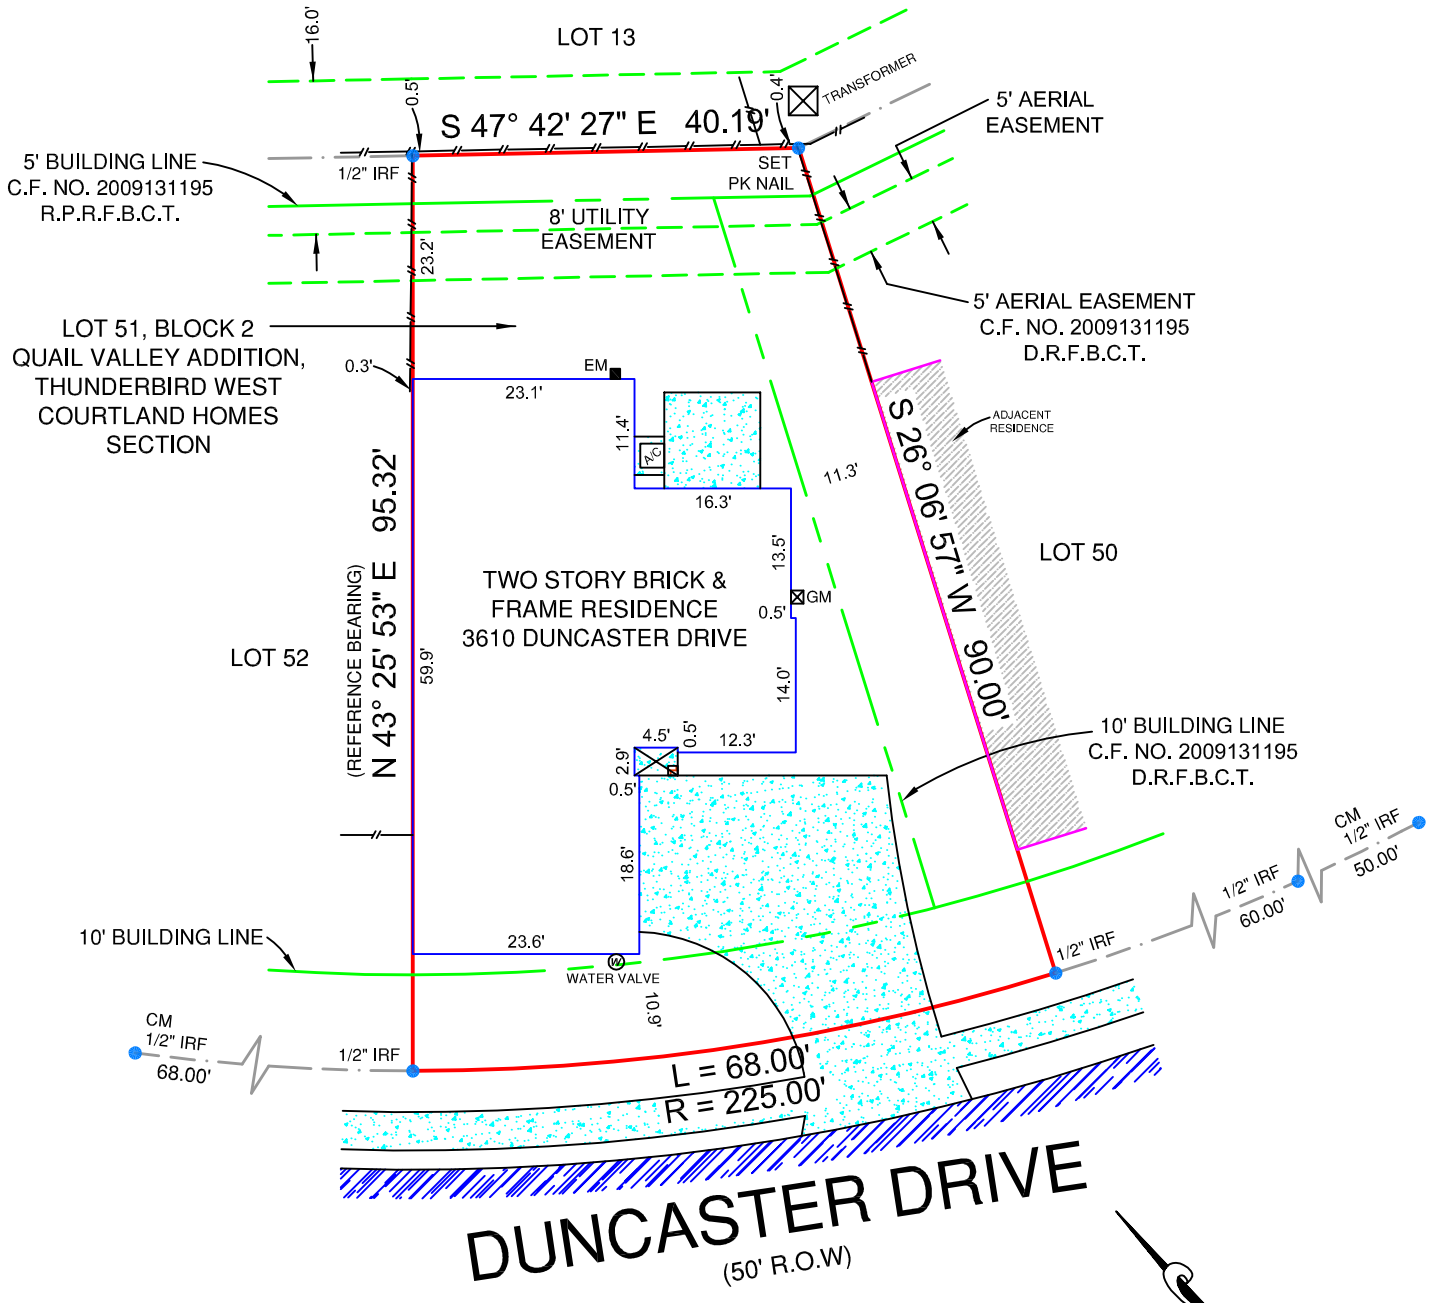 16.0'
LOT 13
0.5'
0.4'
TRANSFORMER
S 47° 42' 27" E 40.19'
5' AERIAL
EASEMENT
5' BUILDING LINE
C.F. NO. 2009131195
R.P.R.F.B.C.T.
1/2" IRF
SET
PK NAIL
8' UTILITY
EASEMENT
23.2'
5' AERIAL EASEMENT
C.F. NO. 2009131195
D.R.F.B.C.T.
LOT 51, BLOCK 2
QUAIL VALLEY ADDITION,
THUNDERBIRD WEST
COURTLAND HOMES
SECTION
0.3'
EM
23.1'
11.4'
A/C
16.3'
11.3'
ADJACENT
RESIDENCE
S 26° 06' 57" W 90.00'
LOT 50
13.5'
GM
0.5'
TWO STORY BRICK &
FRAME RESIDENCE
3610 DUNCASTER DRIVE
(REFERENCE BEARING)
N 43° 25' 53" E 95.32'
LOT 52
59.9'
14.0'
4.5'
0.5'
12.3'
2.9'
0.5'
10' BUILDING LINE
C.F. NO. 2009131195
D.R.F.B.C.T.
18.6'
CM
1/2" IRF
50.00'
1/2" IRF
60.00'
10' BUILDING LINE
23.6'
W
WATER VALVE
10.9'
1/2" IRF
CM
1/2" IRF
68.00'
1/2" IRF
L = 68.00'
R = 225.00'
DUNCASTER DRIVE
(50' R.O.W)